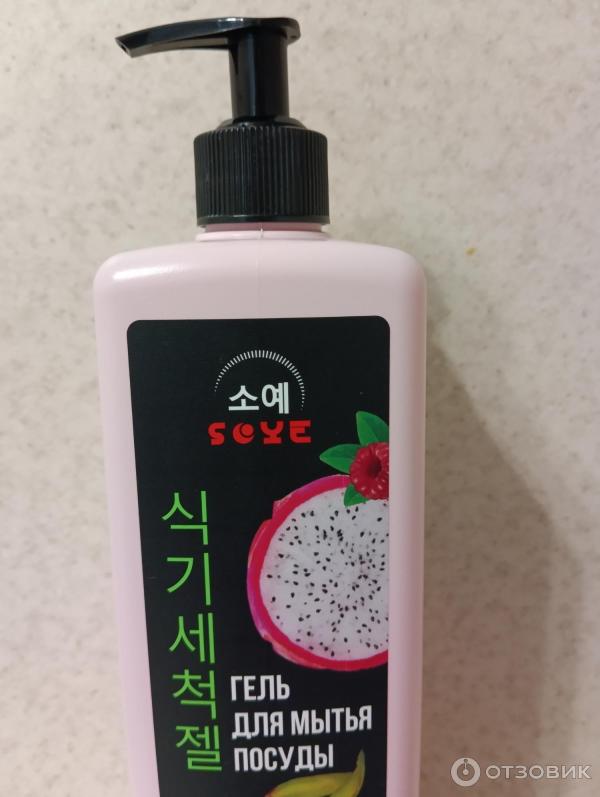 소예
SOYE
식기세척젤
ГЕЛЬ
ДЛЯ МЫТЬЯ
ПОСУДЫ
ОТЗОВИК